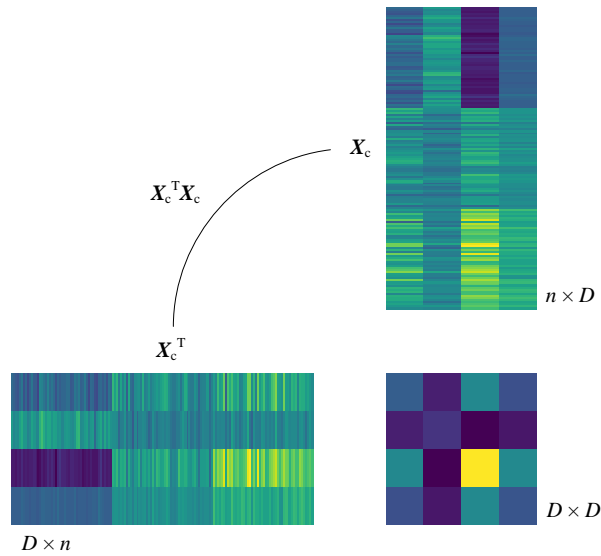 X_c
X_c^T X_c
n × D
X_c^T
D × n
D × D